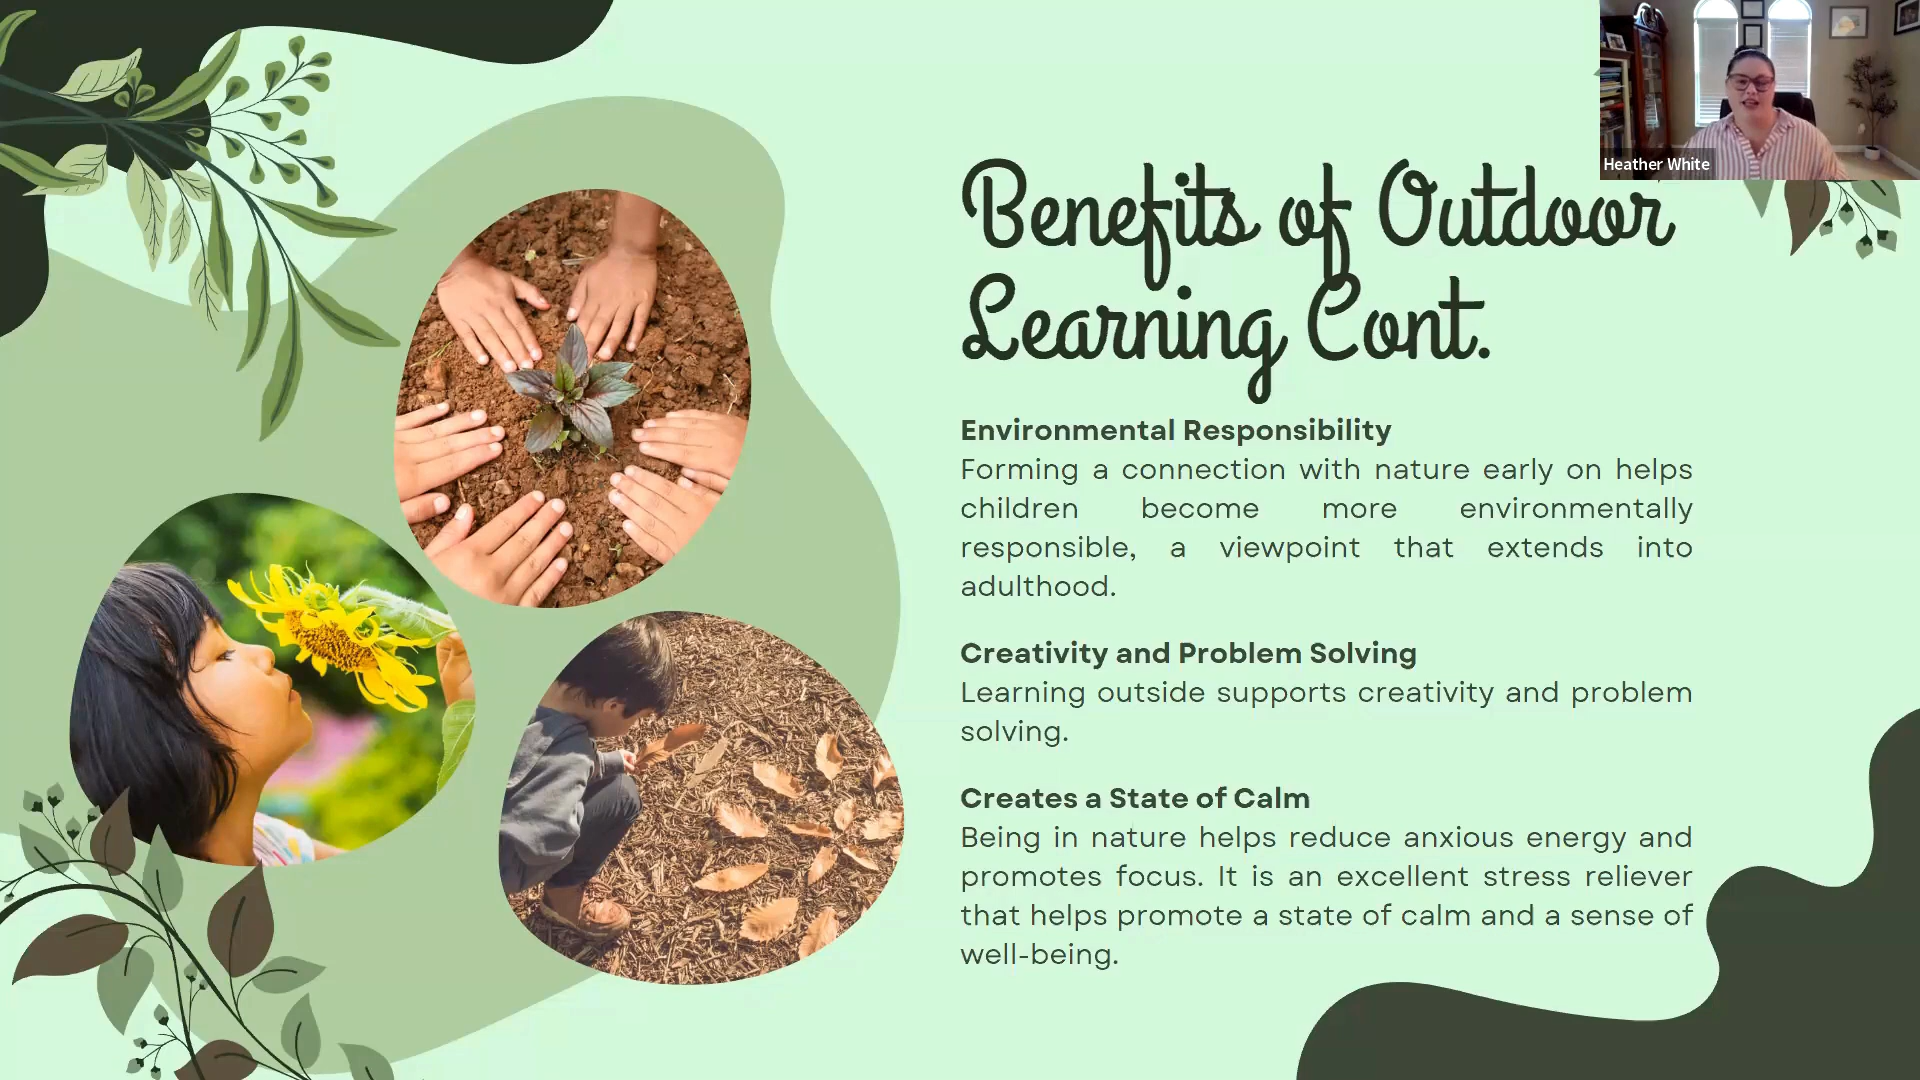 Heather White
Benefits of Outdoor
Learning Cont.
Environmental Responsibility
Forming a connection with nature early on helps
children become more environmentally
responsible, a viewpoint that extends into
adulthood.
Creativity and Problem Solving
Learning outside supports creativity and problem
solving.
Creates a State of Calm
Being in nature helps reduce anxious energy and
promotes focus. It is an excellent stress reliever
that helps promote a state of calm and a sense of
well-being.